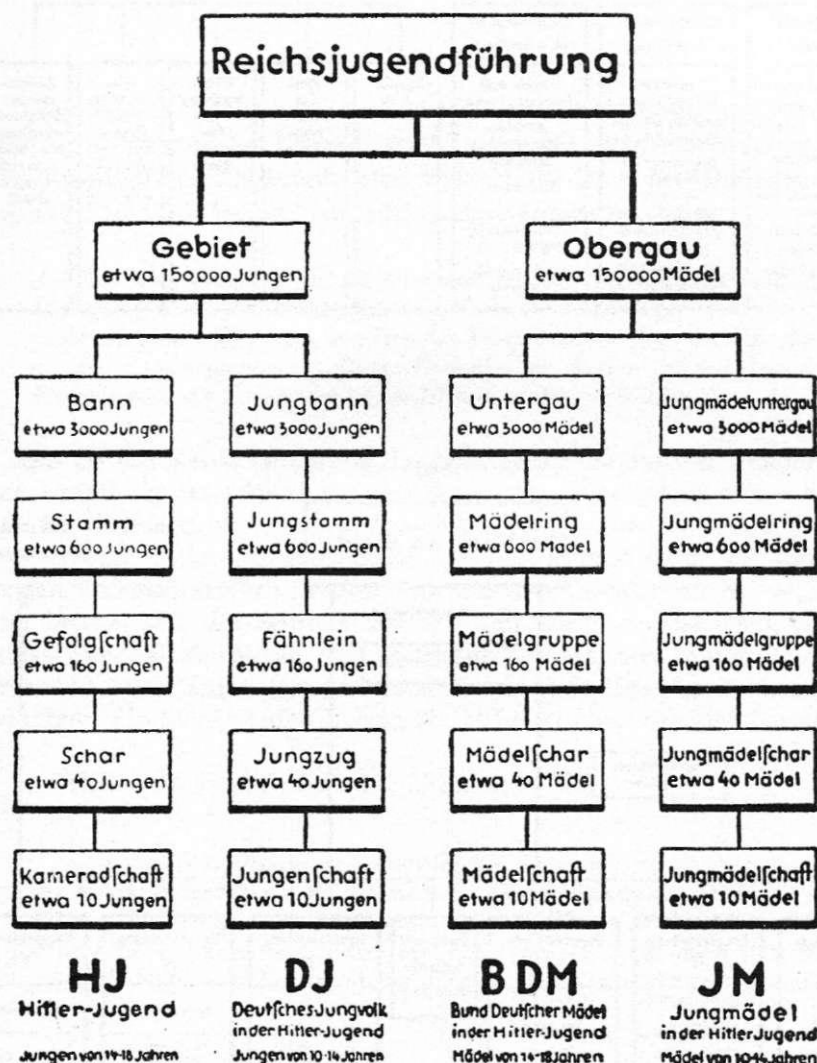 Reichsjugendführung
Gebiet
etwa 150000 Jungen
Obergau
etwa 150000 Mädel
Bann
etwa 3000 Jungen
Jungbann
etwa 3000 Jungen
Untergau
etwa 3000 Mädel
Jungmädeluntergau
etwa 3000 Mädel
Stamm
etwa 600 Jungen
Jungstamm
etwa 600 Jungen
Mädelring
etwa 600 Mädel
Jungmädelring
etwa 600 Mädel
Gefolgſchaft
etwa 160 Jungen
Fähnlein
etwa 160 Jungen
Mädelgruppe
etwa 160 Mädel
Jungmädelgruppe
etwa 160 Mädel
Schar
etwa 40 Jungen
Jungzug
etwa 40 Jungen
Mädelſchar
etwa 40 Mädel
Jungmädelſchar
etwa 40 Mädel
Kameradſchaft
etwa 10 Jungen
Jungenſchaft
etwa 10 Jungen
Mädelſchaft
etwa 10 Mädel
Jungmädelſchaft
etwa 10 Mädel
HJ
Hitler-Jugend
Jungen von 14-18 Jahren
DJ
Deutſches Jungvolk
in der Hitler-Jugend
Jungen von 10-14 Jahren
BDM
Bund Deutſcher Mädel
in der Hitler-Jugend
Mädel von 14-18 Jahren
JM
Jungmädel
in der Hitler Jugend
Mädel von 10-14 Jahren